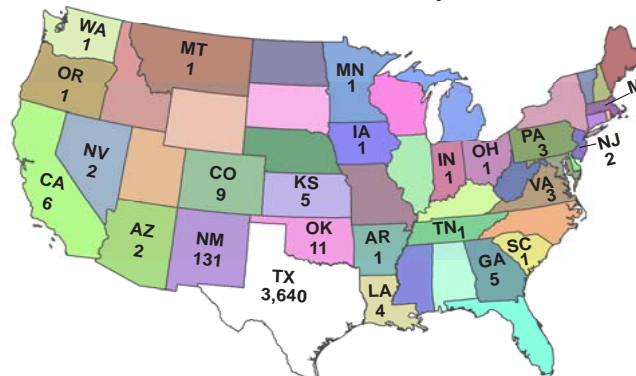 WA
1
MT
1
OR
1
MN
1
IA
1
IN
1
OH
1
PA
3
M
NJ
2
NV
2
CO
9
KS
5
VA
3
CA
6
AZ
2
NM
131
OK
11
AR
1
TN 1
SC
1
GA
5
TX
3,640
LA
4